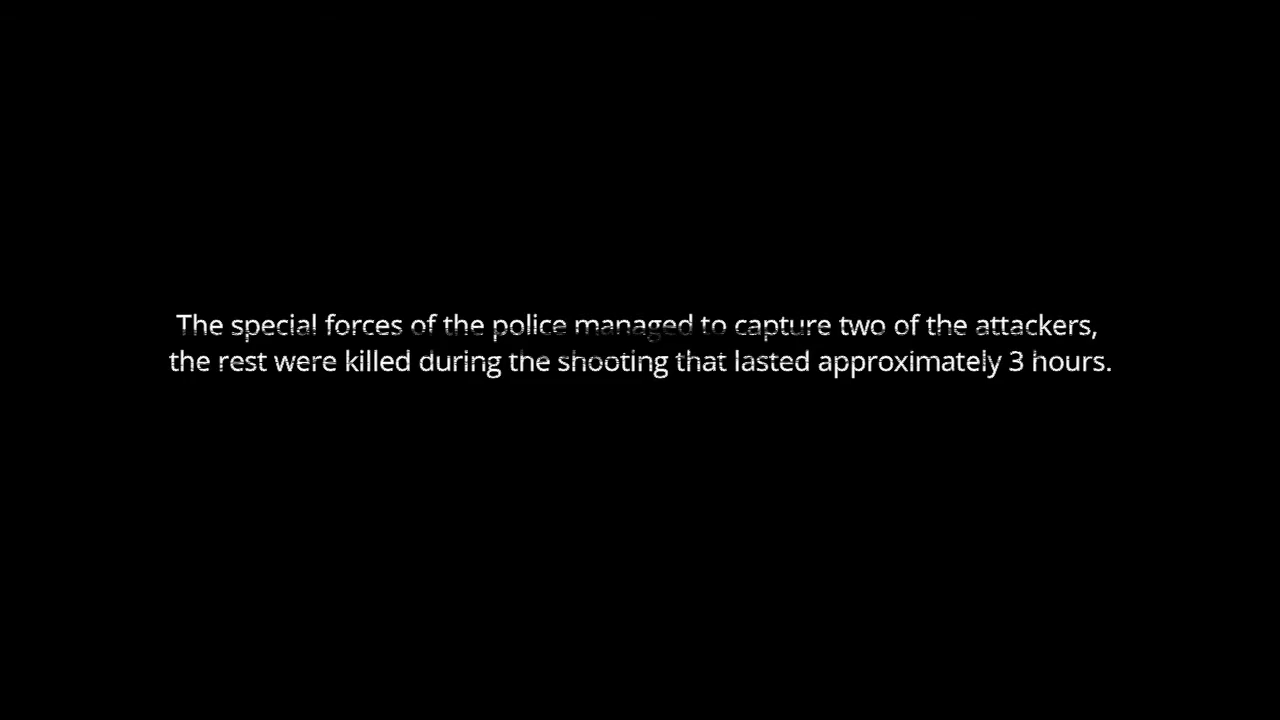 The special forces of the police managed to capture two of the attackers,
the rest were killed during the shooting that lasted approximately 3 hours.